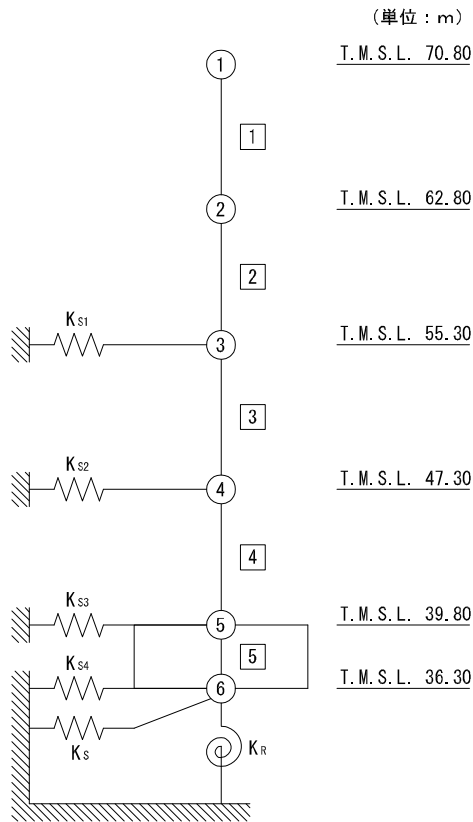 (単位:m)
① T.M.S.L. 70.80
1
② T.M.S.L. 62.80
2
KS1 ③ T.M.S.L. 55.30
3
KS2 ④ T.M.S.L. 47.30
4
KS3 ⑤ T.M.S.L. 39.80
5
KS4 ⑥ T.M.S.L. 36.30
KS KR